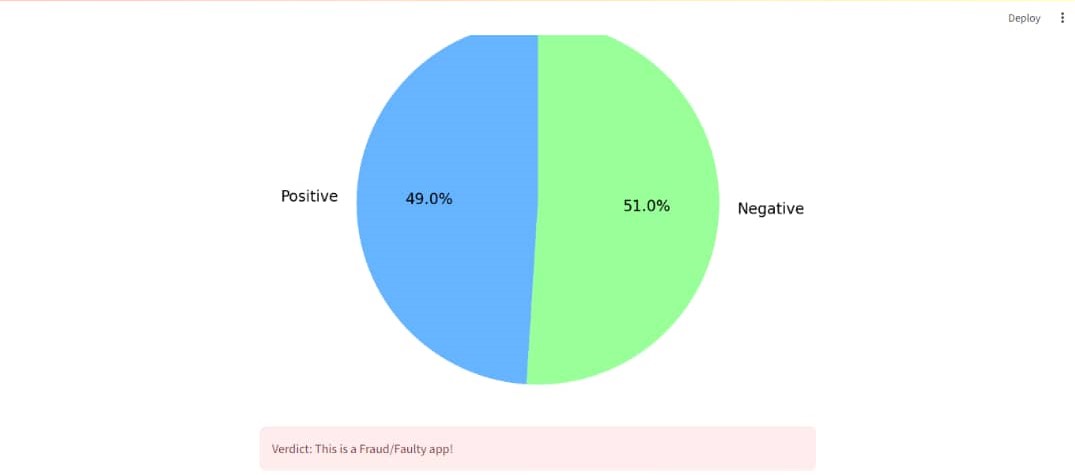 Deploy
Positive
49.0%
51.0%
Negative
Verdict: This is a Fraud/Faulty app!